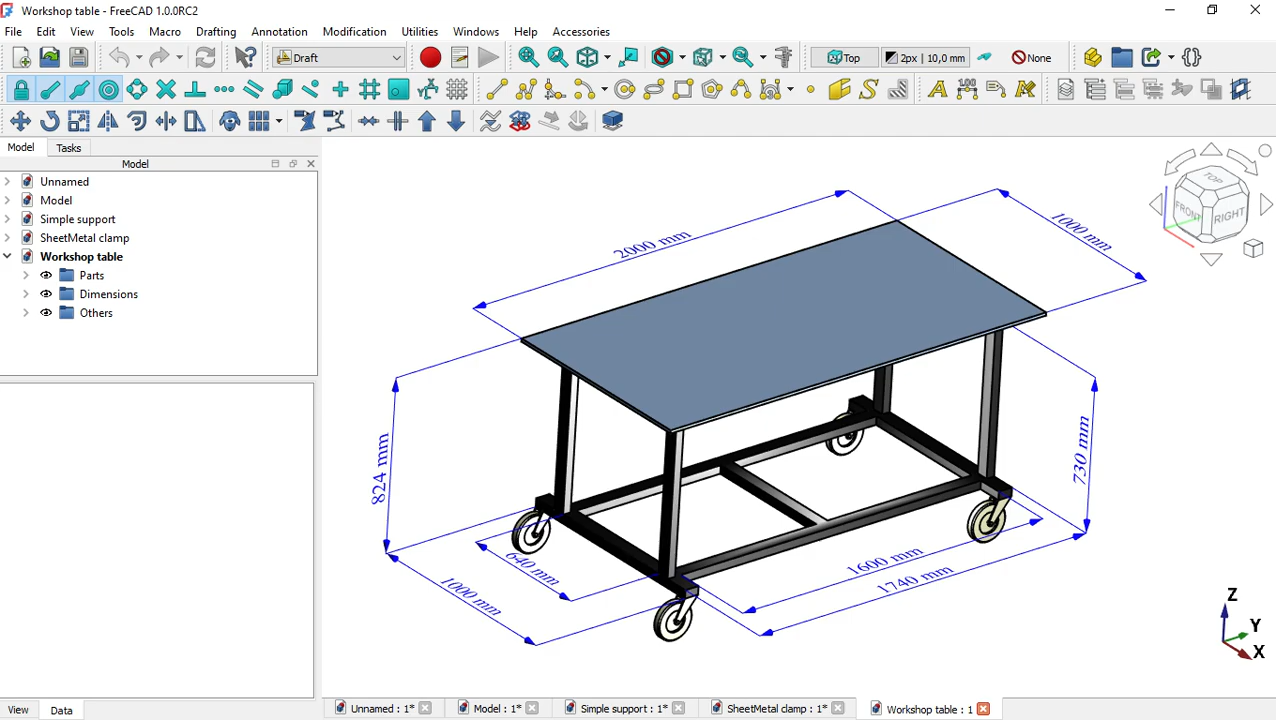 Workshop table - FreeCAD 1.0.0RC2
File Edit View Tools Macro Drafting Annotation Modification Utilities Windows Help Accessories
Draft Top 2px | 10,0 mm None
1.00
Model Tasks
Model
Unnamed
Model
Simple support
SheetMetal clamp
Workshop table
Parts
Dimensions
Others
TOP
FRONT
RIGHT
2000 mm
1000 mm
824 mm
730 mm
640 mm
1000 mm
1600 mm
1740 mm
Z
Y
X
View Data
Unnamed : 1* Model : 1* Simple support : 1* SheetMetal clamp : 1* Workshop table : 1